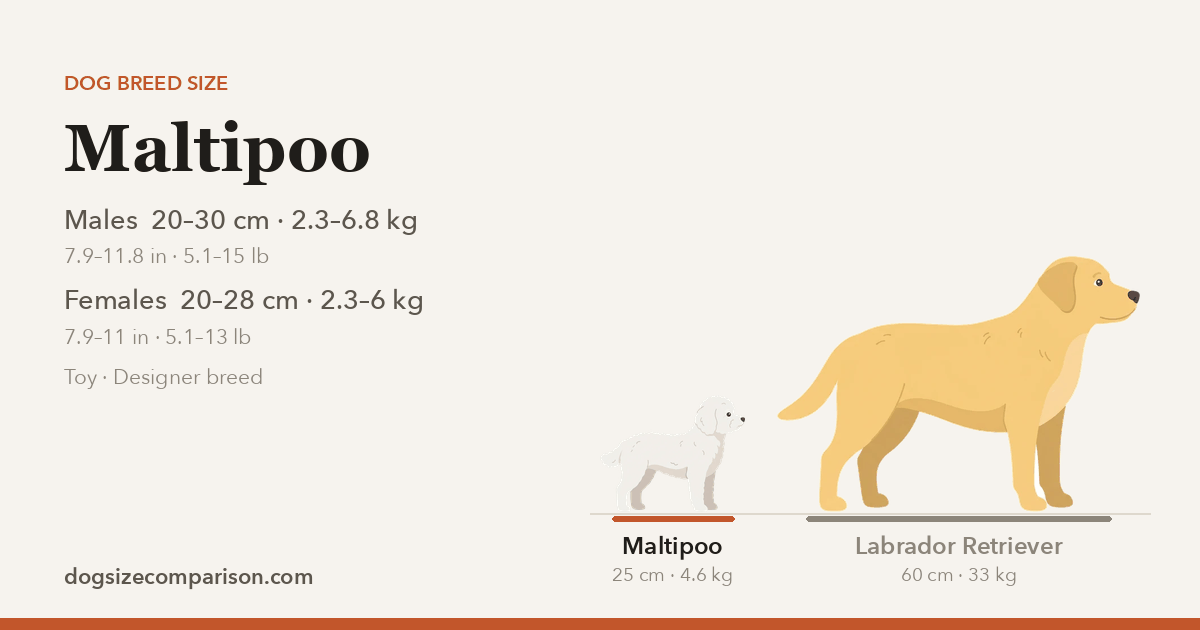 DOG BREED SIZE
Maltipoo
Males 20–30 cm · 2.3–6.8 kg
7.9–11.8 in · 5.1–15 lb
Females 20–28 cm · 2.3–6 kg
7.9–11 in · 5.1–13 lb
Toy · Designer breed
Maltipoo
25 cm · 4.6 kg
Labrador Retriever
60 cm · 33 kg
dogsizecomparison.com